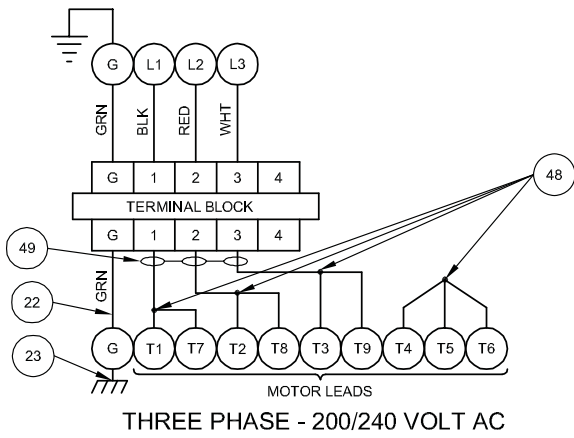 G L1 L2 L3
GRN BLK RED WHT
G 1 2 3 4
TERMINAL BLOCK
G 1 2 3 4
48
49
GRN
22
23
G T1 T7 T2 T8 T3 T9 T4 T5 T6
MOTOR LEADS
THREE PHASE - 200/240 VOLT AC